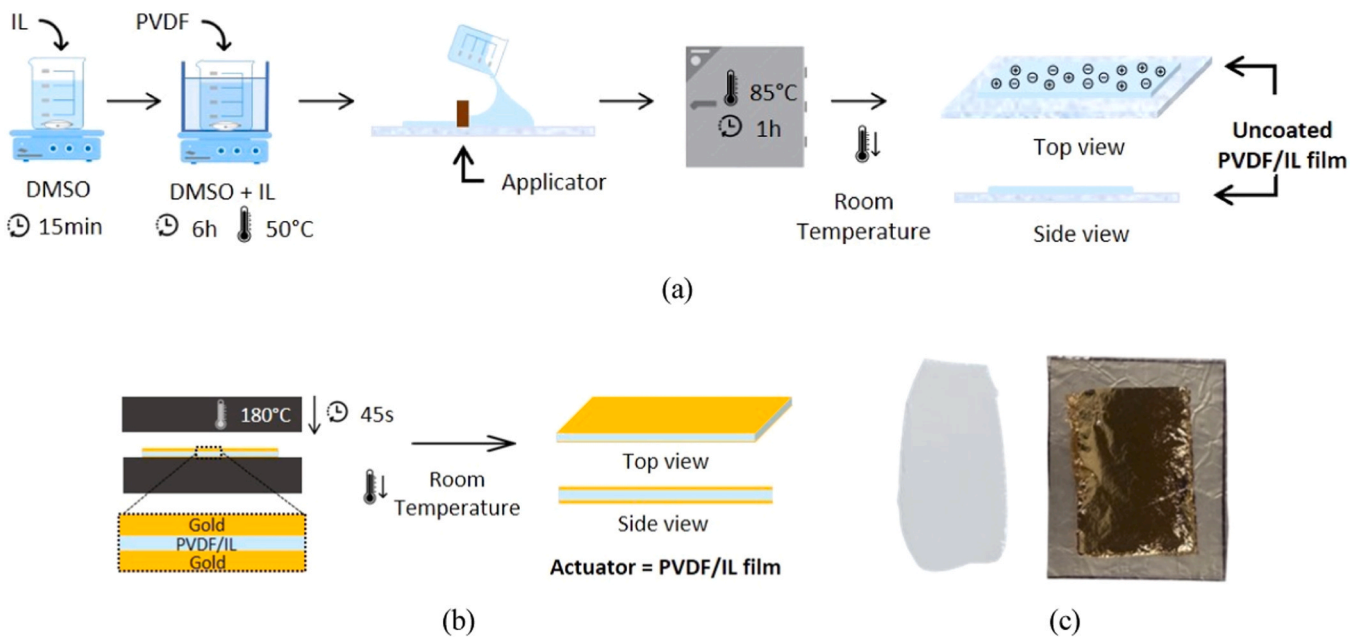 IL
PVDF
DMSO
15min
DMSO + IL
6h
50°C
Applicator
85°C
1h
Room
Temperature
Top view
Side view
Uncoated
PVDF/IL film
(a)
180°C
45s
Gold
PVDF/IL
Gold
Room
Temperature
Top view
Side view
Actuator = PVDF/IL film
(b)
(c)